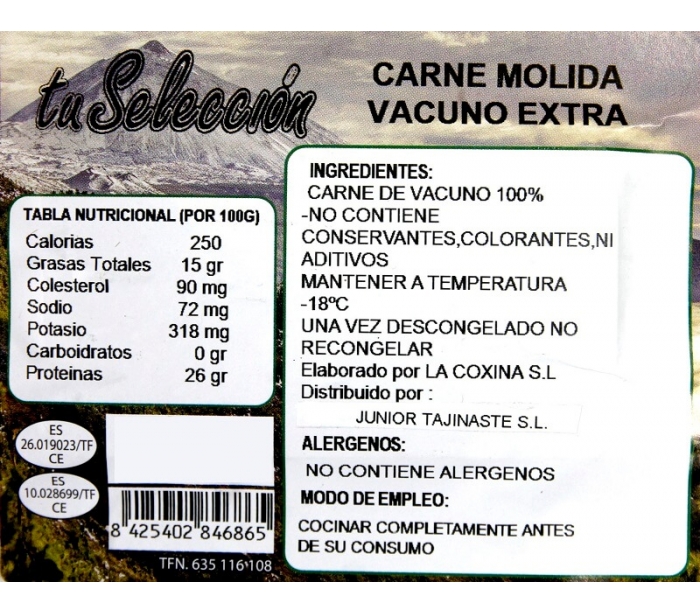 tu Selección
CARNE MOLIDA
VACUNO EXTRA
TABLA NUTRICIONAL (POR 100G)
Calorias 250
Grasas Totales 15 gr
Colesterol 90 mg
Sodio 72 mg
Potasio 318 mg
Carboidratos 0 gr
Proteinas 26 gr
INGREDIENTES:
CARNE DE VACUNO 100%
-NO CONTIENE
CONSERVANTES,COLORANTES,NI
ADITIVOS
MANTENER A TEMPERATURA
-18ºC
UNA VEZ DESCONGELADO NO
RECONGELAR
Elaborado por LA COXINA S.L
Distribuido por :
JUNIOR TAJINASTE S.L.
ALERGENOS:
NO CONTIENE ALERGENOS
MODO DE EMPLEO:
COCINAR COMPLETAMENTE ANTES
DE SU CONSUMO
ES
26.019023/TF
CE
ES
10.028699/TF
CE
8 425402 846865
TFN. 635 116 108